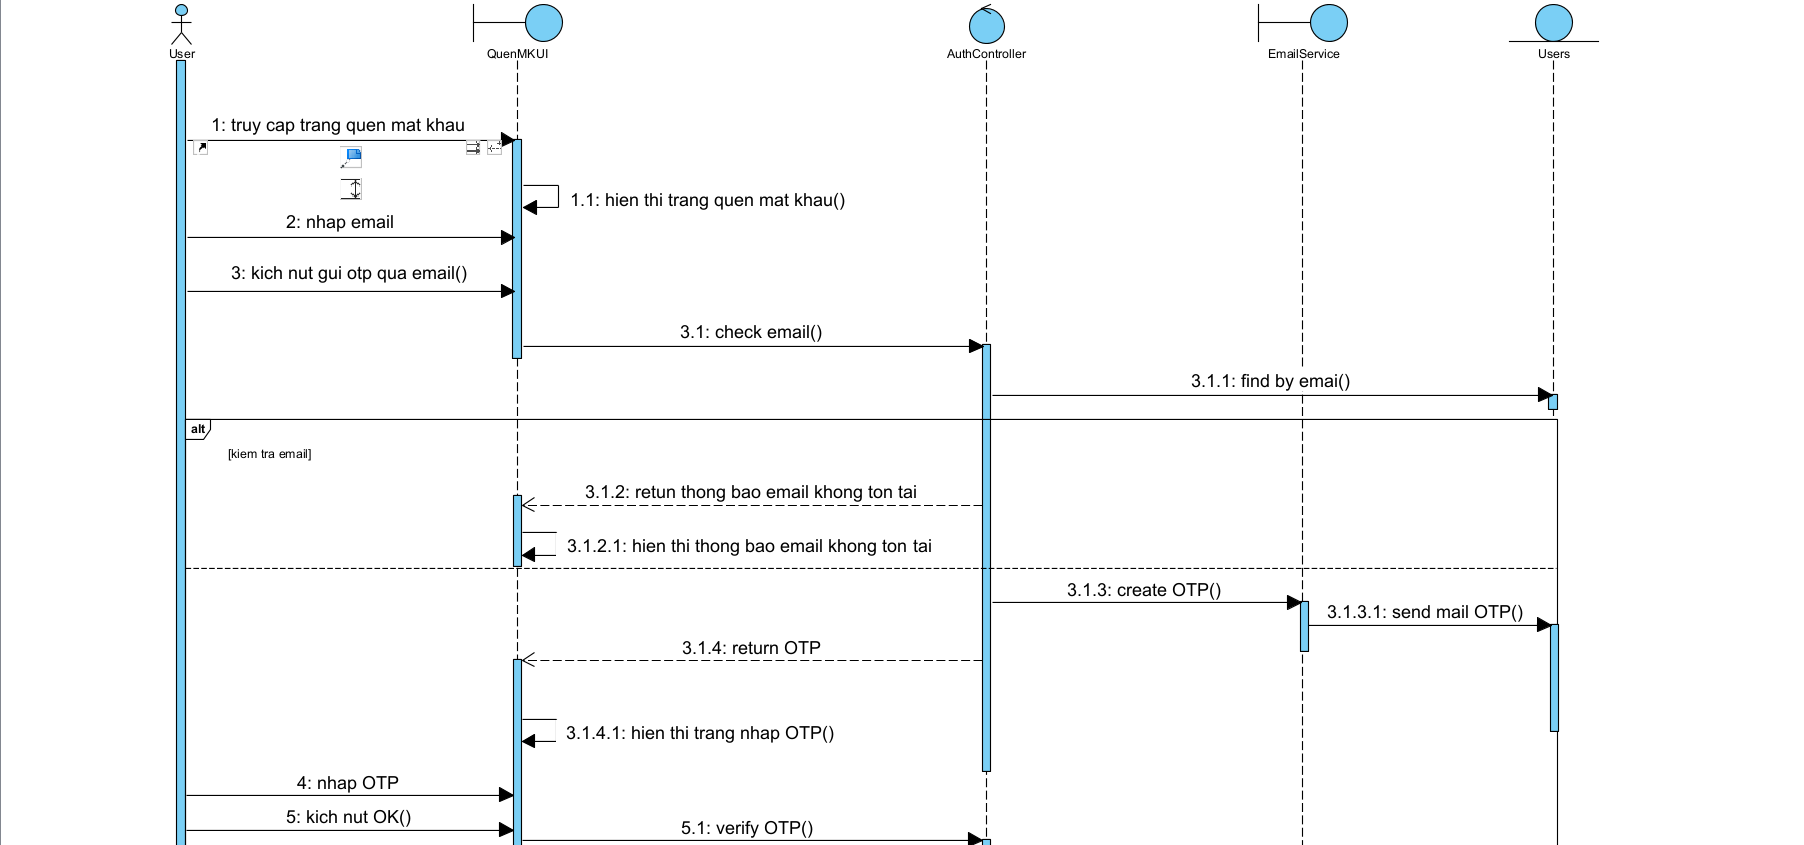 User
QuenMKUI
AuthController
EmailService
Users
1: truy cap trang quen mat khau
1.1: hien thi trang quen mat khau()
2: nhap email
3: kich nut gui otp qua email()
3.1: check email()
3.1.1: find by emai()
alt
[kiem tra email]
3.1.2: retun thong bao email khong ton tai
3.1.2.1: hien thi thong bao email khong ton tai
3.1.3: create OTP()
3.1.3.1: send mail OTP()
3.1.4: return OTP
3.1.4.1: hien thi trang nhap OTP()
4: nhap OTP
5: kich nut OK()
5.1: verify OTP()